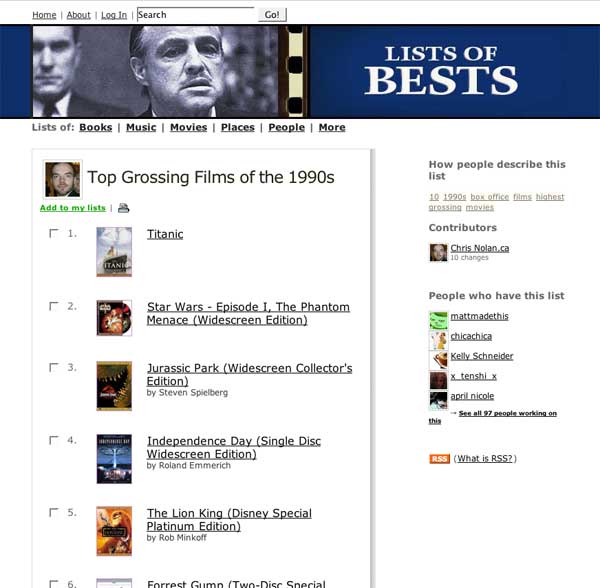 Home | About | Log In | Search Go!
LISTS OF
BESTS
Lists of: Books | Music | Movies | Places | People | More
Top Grossing Films of the 1990s
Add to my lists |
1. Titanic
TITANIC
2. Star Wars - Episode I, The Phantom
Menace (Widescreen Edition)
3. Jurassic Park (Widescreen Collector's
Edition)
by Steven Spielberg
4. Independence Day (Single Disc
Widescreen Edition)
by Roland Emmerich
5. The Lion King (Disney Special
Platinum Edition)
by Rob Minkoff
6. Forrest Gump (Two-Disc Special
How people describe this
list
10 1990s box office films highest
grossing movies
Contributors
Chris Nolan.ca
10 changes
People who have this list
mattmadethis
chicachica
Kelly Schneider
x_tenshi_x
april nicole
→ See all 97 people working on
this
RSS (What is RSS?)